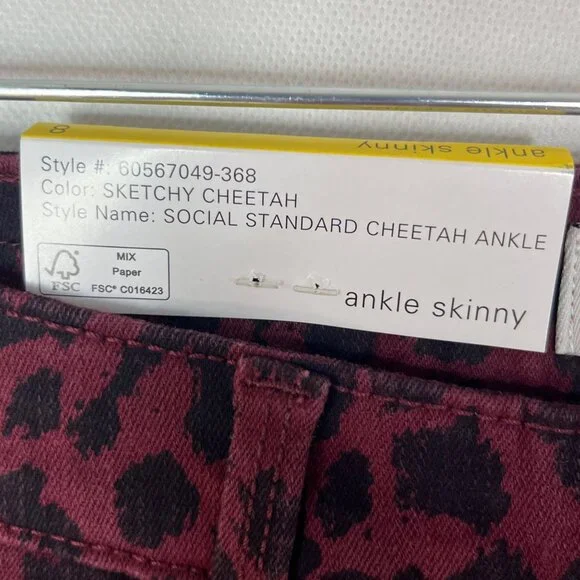 8 ankle skinny
Style #: 60567049-368
Color: SKETCHY CHEETAH
Style Name: SOCIAL STANDARD CHEETAH ANKLE
FSC
MIX
Paper
FSC® C016423
ankle skinny